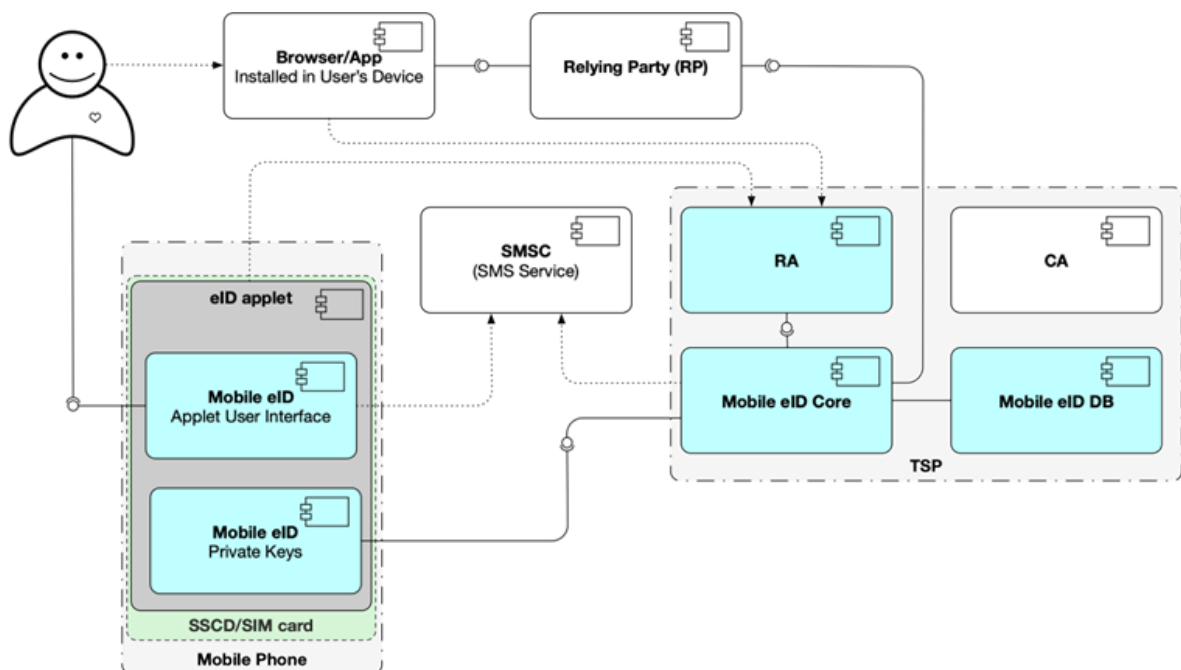 Browser/App
Installed in User's Device
Relying Party (RP)
SMSC
(SMS Service)
RA
CA
eID applet
Mobile eID
Applet User Interface
Mobile eID Core
Mobile eID DB
TSP
Mobile eID
Private Keys
SSCD/SIM card
Mobile Phone